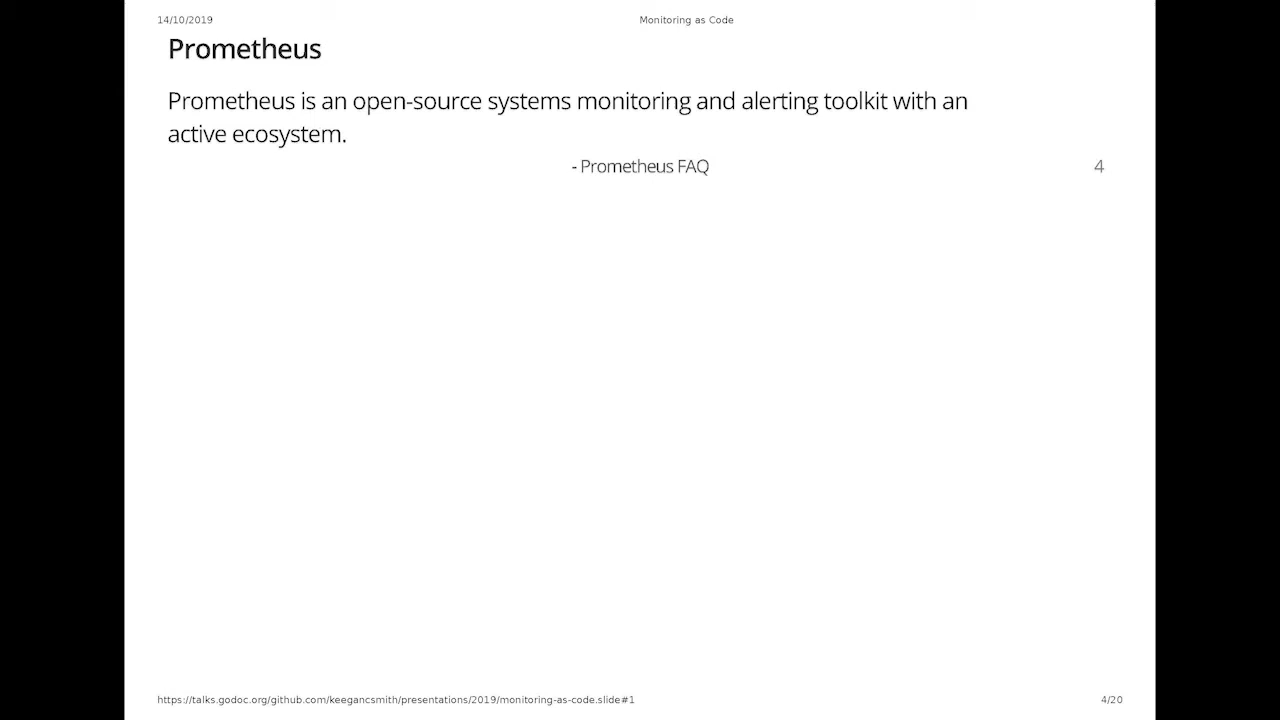 14/10/2019
Monitoring as Code
Prometheus
Prometheus is an open-source systems monitoring and alerting toolkit with an
active ecosystem.
- Prometheus FAQ
4
https://talks.godoc.org/github.com/keegancsmith/presentations/2019/monitoring-as-code.slide#1
4/20